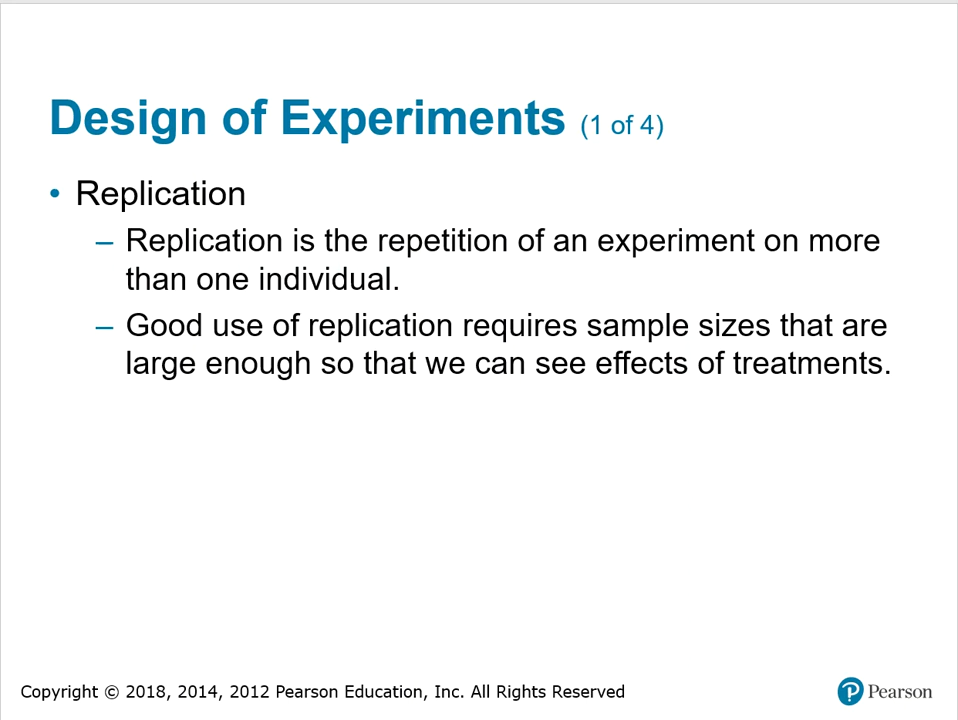 Design of Experiments (1 of 4)
• Replication
– Replication is the repetition of an experiment on more
than one individual.
– Good use of replication requires sample sizes that are
large enough so that we can see effects of treatments.
Copyright © 2018, 2014, 2012 Pearson Education, Inc. All Rights Reserved
P Pearson